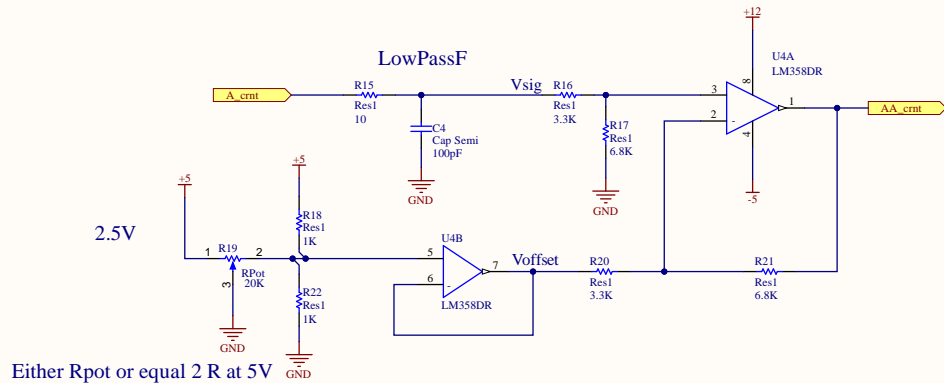 +12
LowPassF
U4A
LM358DR
8
A_crnt
R15
Res1
10
Vsig
R16
Res1
3.3K
3
2
-
1
AA_crnt
C4
Cap Semi
100pF
R17
Res1
6.8K
4
GND
GND
-5
+5
+5
2.5V
R18
Res1
1K
U4B
1
R19
2
RPot
20K
3
5
6
-
7
Voffset
R20
Res1
3.3K
R21
Res1
6.8K
R22
Res1
1K
LM358DR
GND
GND
Either Rpot or equal 2 R at 5V